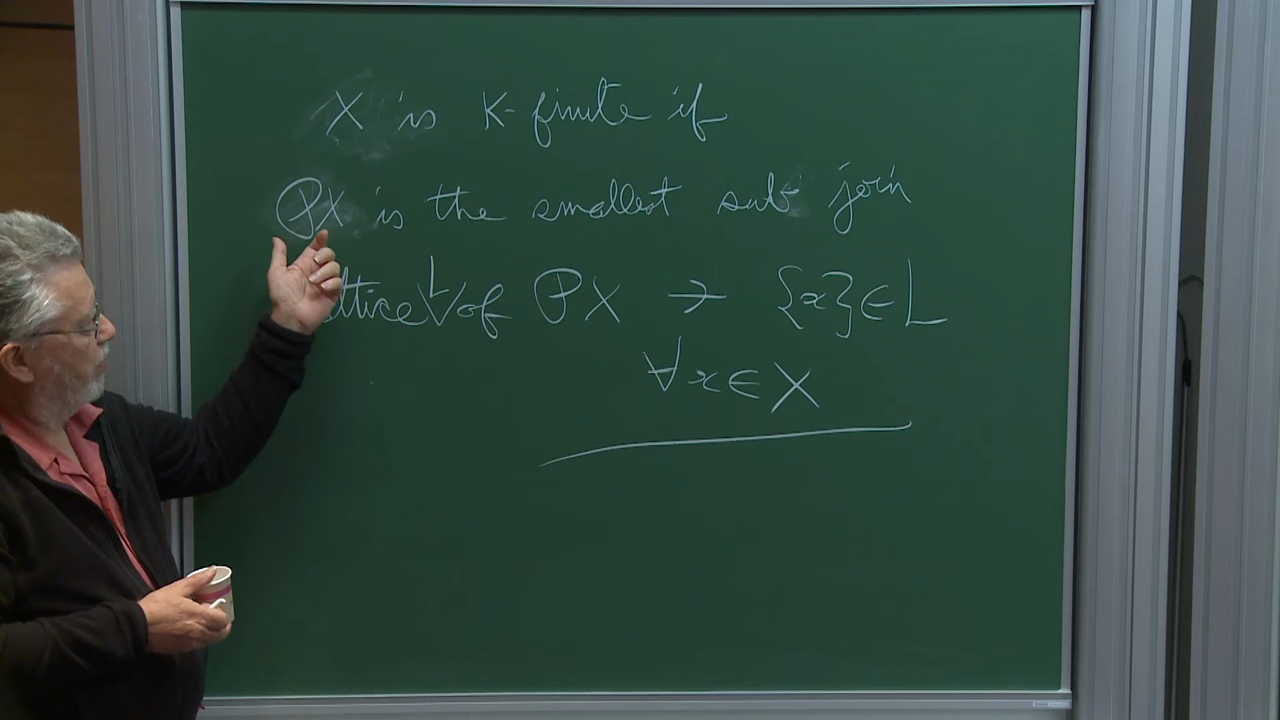 X is K-finite if
PX is the smallest sub join
lattice L of PX → {x} ∈ L
∀ x ∈ X